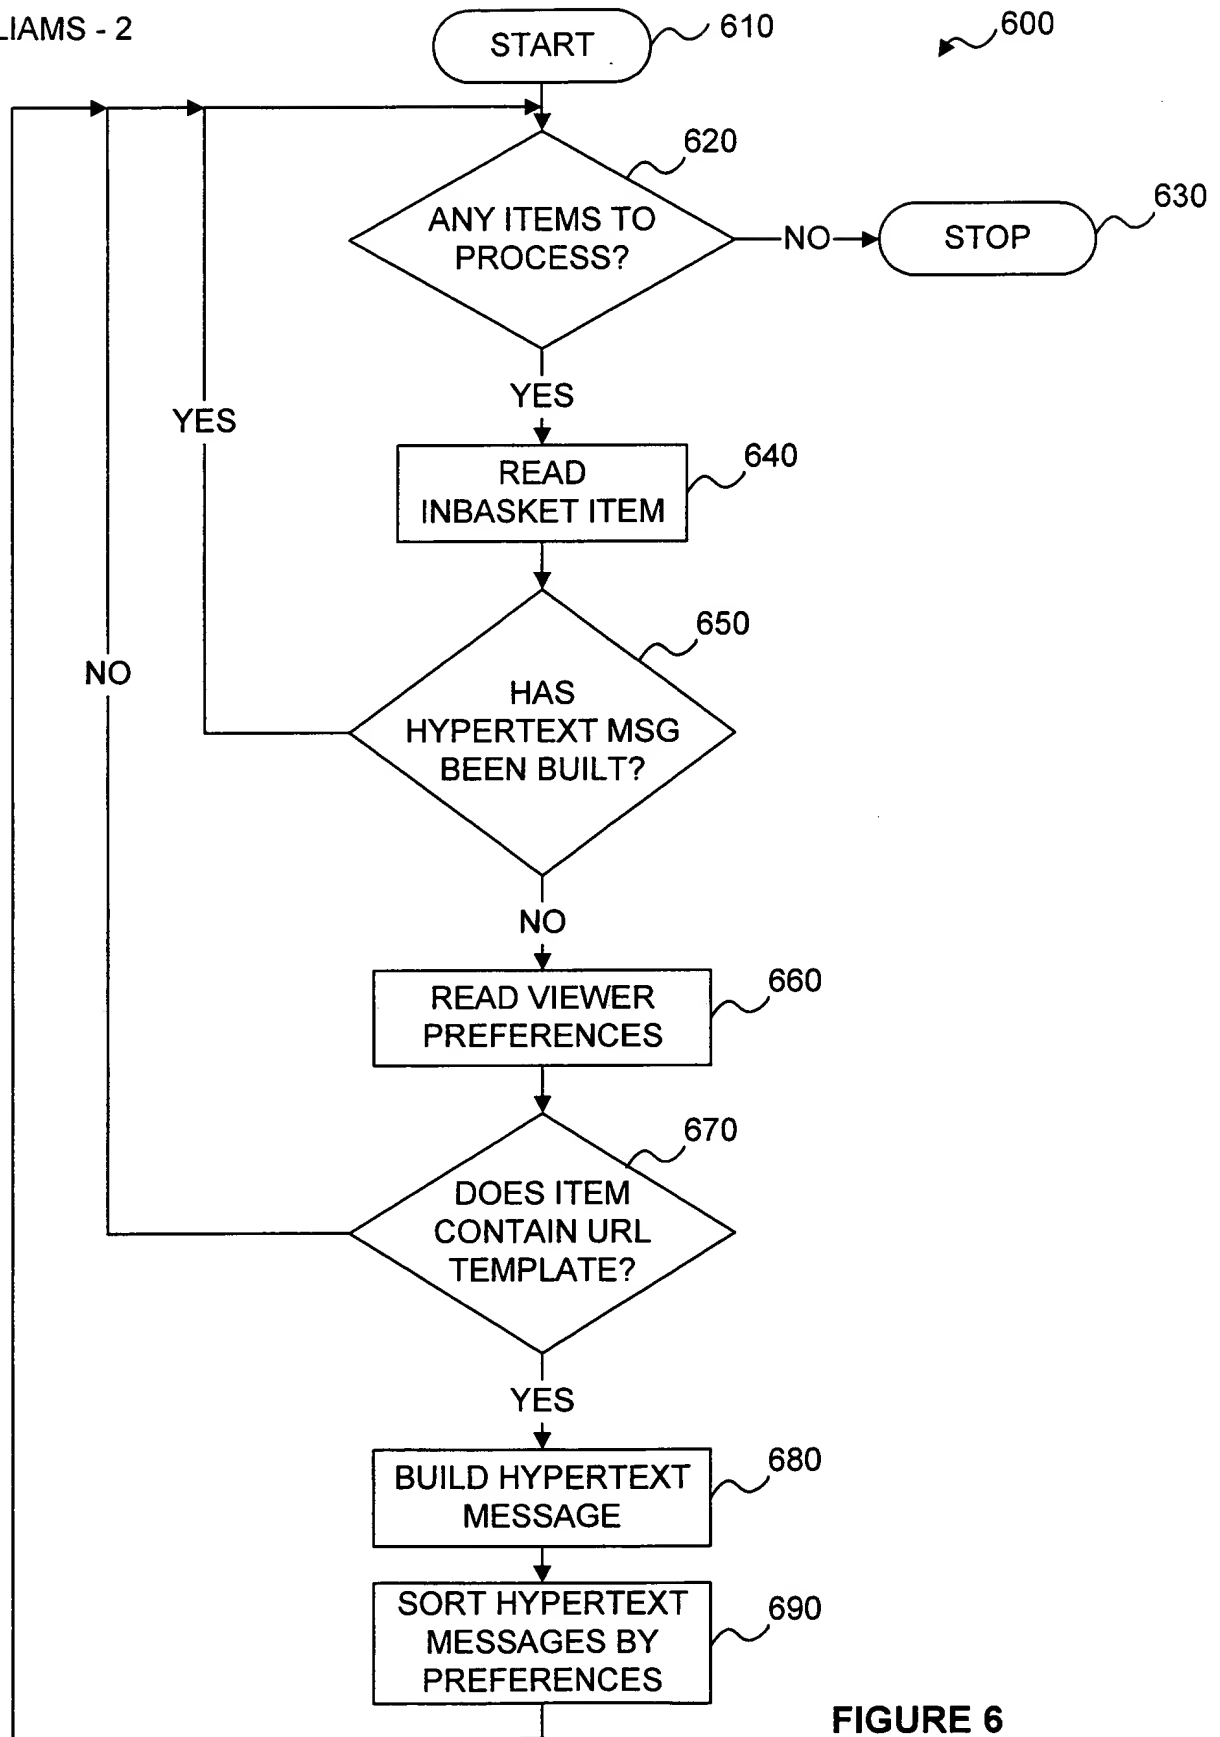 LIAMS - 2
START
610
600
620
ANY ITEMS TO
PROCESS?
NO
STOP
630
YES
YES
READ
INBASKET ITEM
640
650
NO
HAS
HYPERTEXT MSG
BEEN BUILT?
NO
READ VIEWER
PREFERENCES
660
670
DOES ITEM
CONTAIN URL
TEMPLATE?
YES
BUILD HYPERTEXT
MESSAGE
680
SORT HYPERTEXT
MESSAGES BY
PREFERENCES
690
FIGURE 6